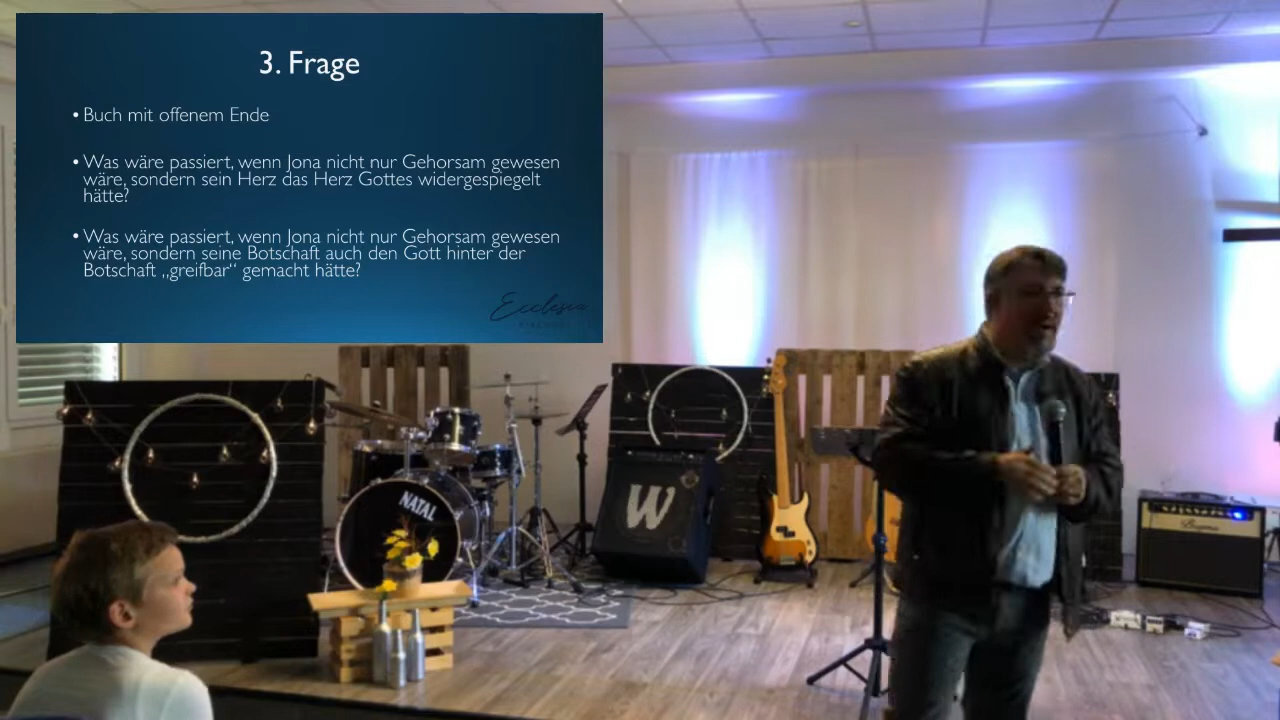 3. Frage
• Buch mit offenem Ende
• Was wäre passiert, wenn Jona nicht nur Gehorsam gewesen
wäre, sondern sein Herz das Herz Gottes widergespiegelt
hätte?
• Was wäre passiert, wenn Jona nicht nur Gehorsam gewesen
wäre, sondern seine Botschaft auch den Gott hinter der
Botschaft „greifbar“ gemacht hätte?
Ecclesia
NATAL
W
Bugera